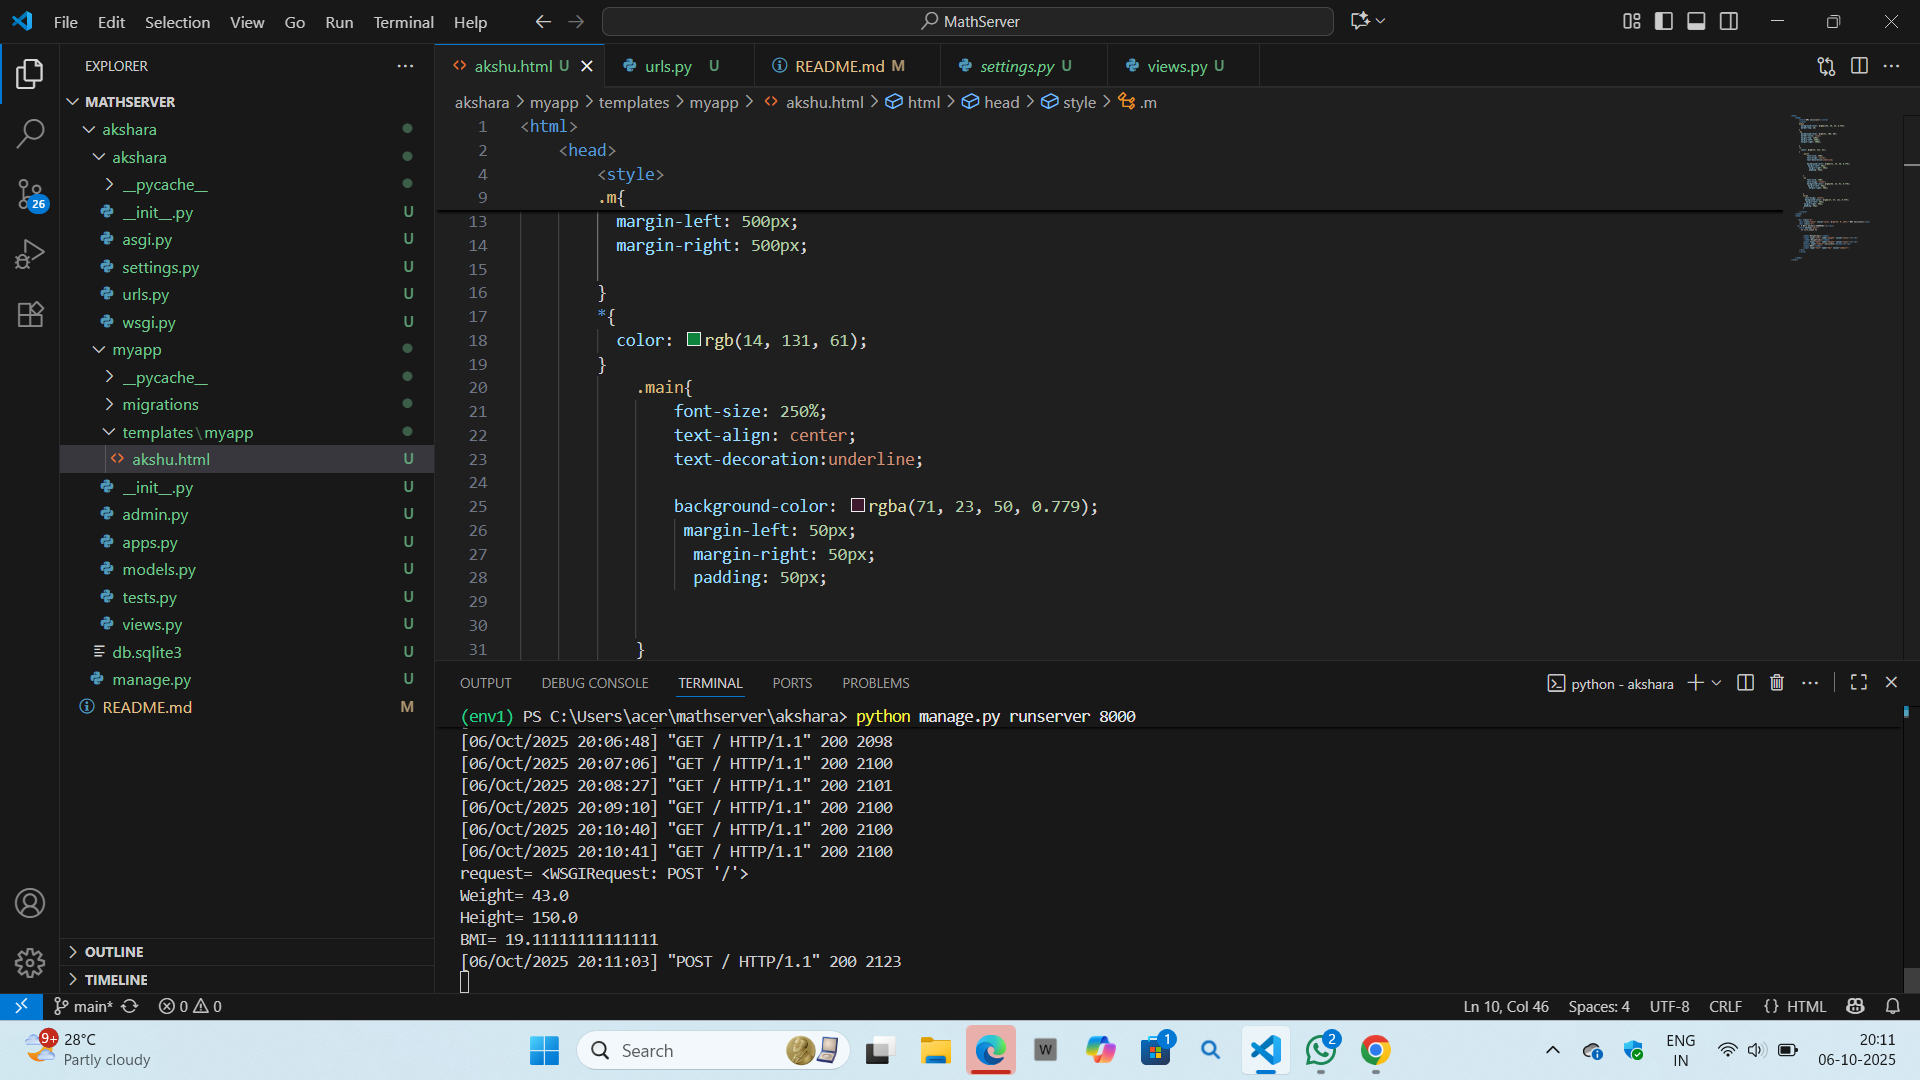 File Edit Selection View Go Run Terminal Help
MathServer
EXPLORER
MATHSERVER
akshara
akshara
__pycache__
__init__.py U
asgi.py U
settings.py U
urls.py U
wsgi.py U
myapp
__pycache__
migrations
templates\myapp
akshu.html U
__init__.py U
admin.py U
apps.py U
models.py U
tests.py U
views.py U
db.sqlite3 U
manage.py U
README.md M
OUTLINE
TIMELINE
26
akshu.html U urls.py U README.md M settings.py U views.py U
akshara > myapp > templates > myapp > akshu.html > html > head > style > .m
1 <html>
2 <head>
4 <style>
9 .m{
13 margin-left: 500px;
14 margin-right: 500px;
15
16 }
17 *{
18 color: rgb(14, 131, 61);
19 }
20 .main{
21 font-size: 250%;
22 text-align: center;
23 text-decoration:underline;
24
25 background-color: rgba(71, 23, 50, 0.779);
26 margin-left: 50px;
27 margin-right: 50px;
28 padding: 50px;
29
30
31 }
OUTPUT DEBUG CONSOLE TERMINAL PORTS PROBLEMS
python - akshara
(env1) PS C:\Users\acer\mathserver\akshara> python manage.py runserver 8000
[06/Oct/2025 20:06:48] "GET / HTTP/1.1" 200 2098
[06/Oct/2025 20:07:06] "GET / HTTP/1.1" 200 2100
[06/Oct/2025 20:08:27] "GET / HTTP/1.1" 200 2101
[06/Oct/2025 20:09:10] "GET / HTTP/1.1" 200 2100
[06/Oct/2025 20:10:40] "GET / HTTP/1.1" 200 2100
[06/Oct/2025 20:10:41] "GET / HTTP/1.1" 200 2100
request= <WSGIRequest: POST '/'>
Weight= 43.0
Height= 150.0
BMI= 19.11111111111111
[06/Oct/2025 20:11:03] "POST / HTTP/1.1" 200 2123
main* 0 0
Ln 10, Col 46 Spaces: 4 UTF-8 CRLF {} HTML
9+ 28°C
Partly cloudy
Search
W
1
2
ENG
IN
20:11
06-10-2025